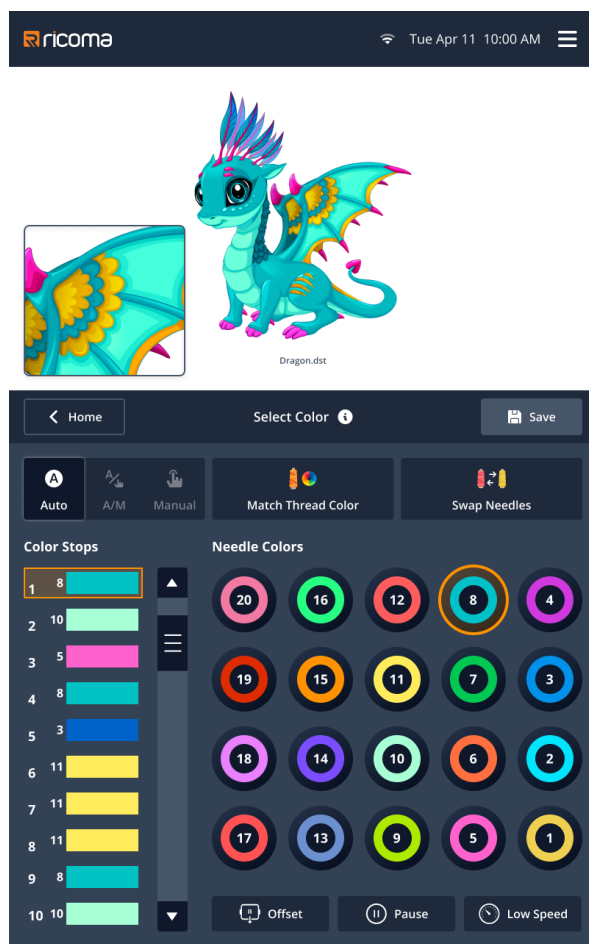 ricoma
Tue Apr 11 10:00 AM
Dragon.dst
Home
Select Color i
Save
A
Auto
A/
A/M
Manual
Match Thread Color
Swap Needles
Color Stops
1 8
2 10
3 5
4 8
5 3
6 11
7 11
8 11
9 8
10 10
Needle Colors
20 16 12 8 4
19 15 11 7 3
18 14 10 6 2
17 13 9 5 1
Offset
Pause
Low Speed